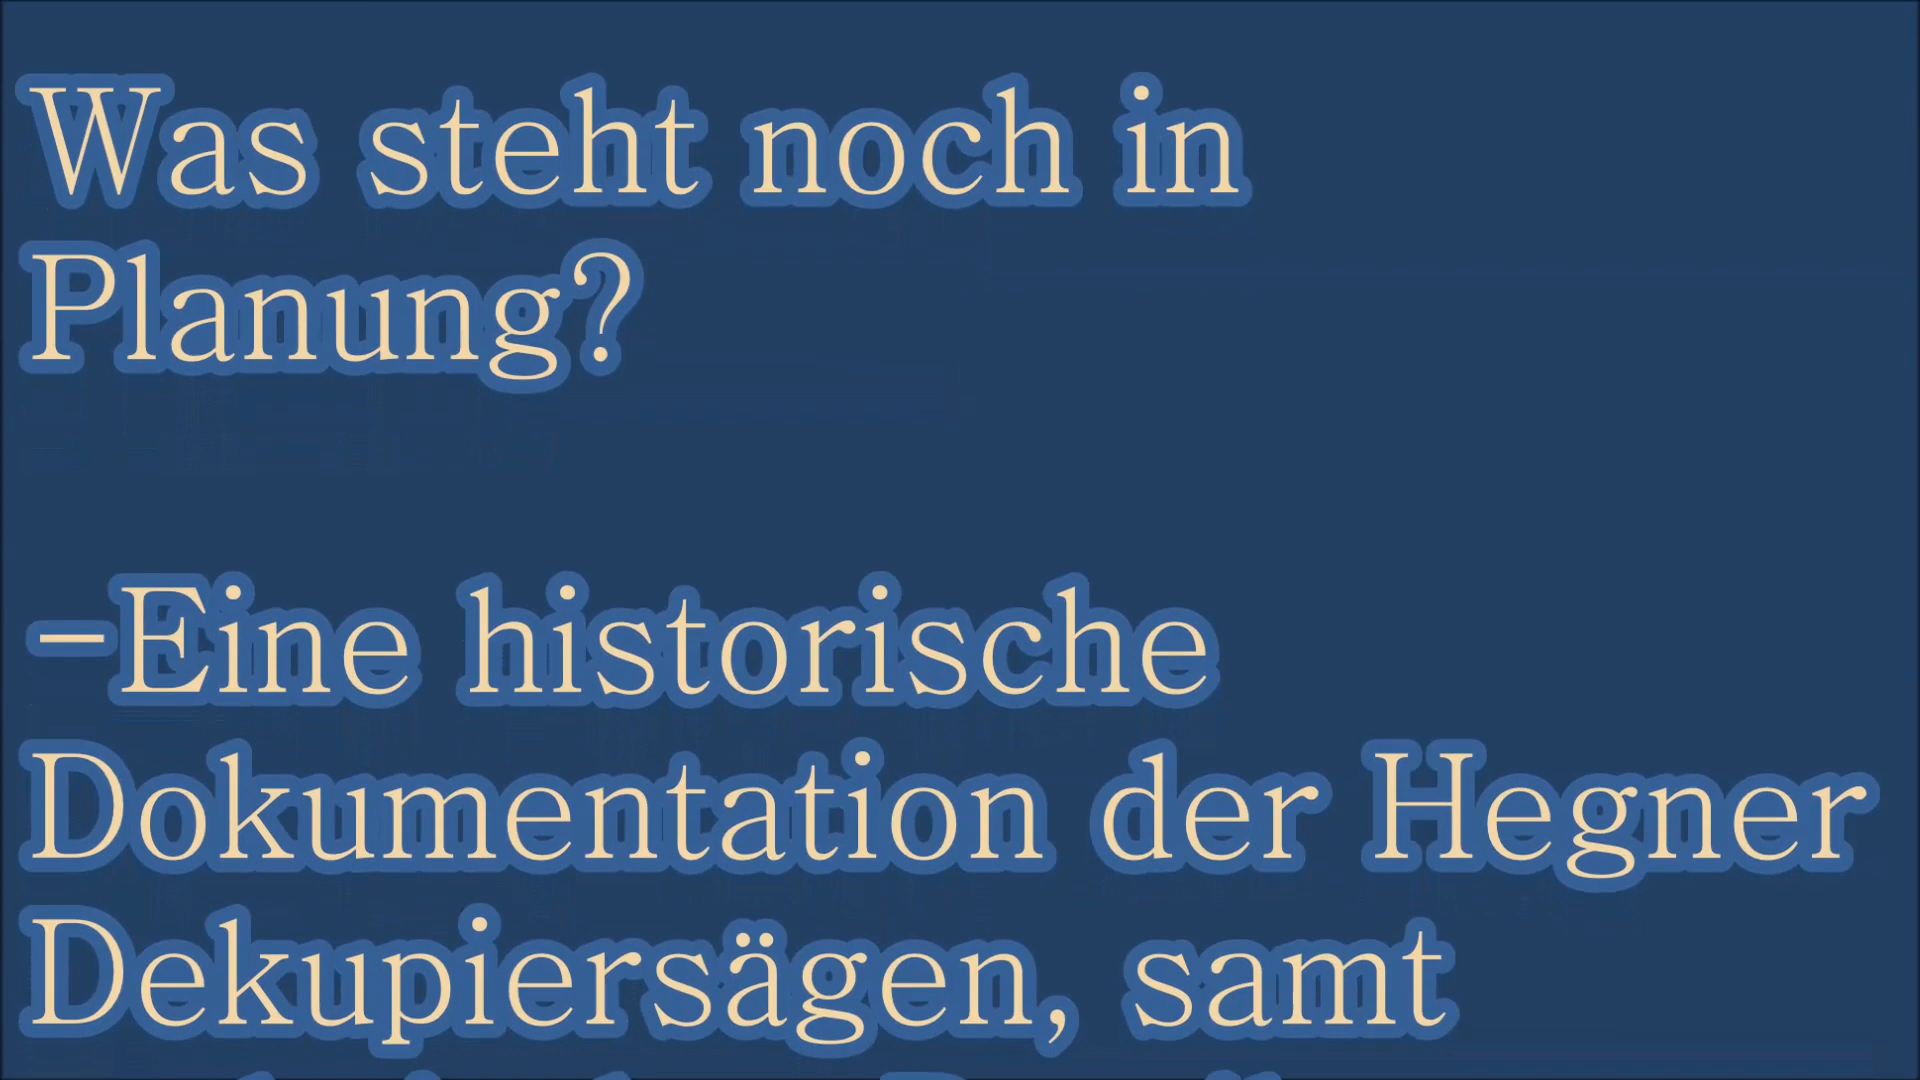 Was steht noch in
Planung?
-Eine historische
Dokumentation der Hegner
Dekupiersägen, samt